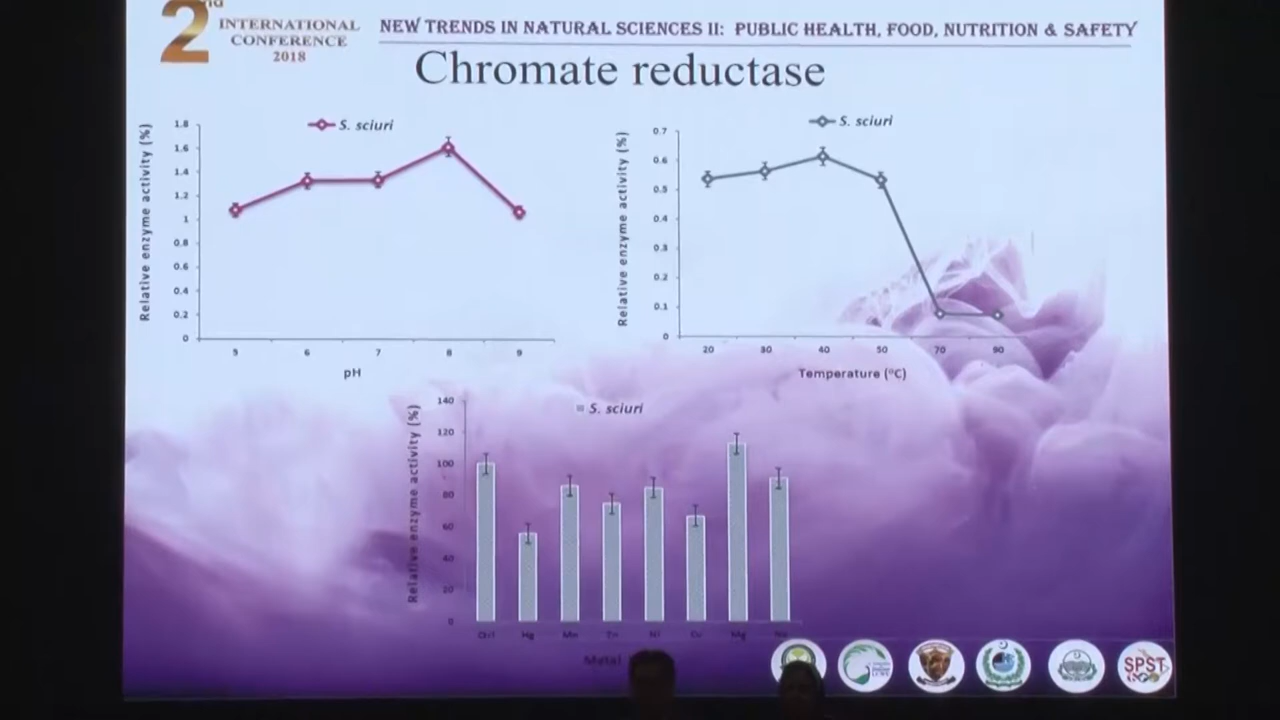 2nd
INTERNATIONAL
CONFERENCE
2018
NEW TRENDS IN NATURAL SCIENCES II: PUBLIC HEALTH, FOOD, NUTRITION & SAFETY
Chromate reductase
S. sciuri
Relative enzyme activity (%)
1.8
1.6
1.4
1.2
1
0.8
0.6
0.4
0.2
0
5 6 7 8 9
pH
S. sciuri
Relative enzyme activity (%)
0.7
0.6
0.5
0.4
0.3
0.2
0.1
0
20 30 40 50 70 90
Temperature (°C)
S. sciuri
Relative enzyme activity (%)
140
120
100
80
60
40
20
0
Hg Mn Ni Mg
Metal
SPST